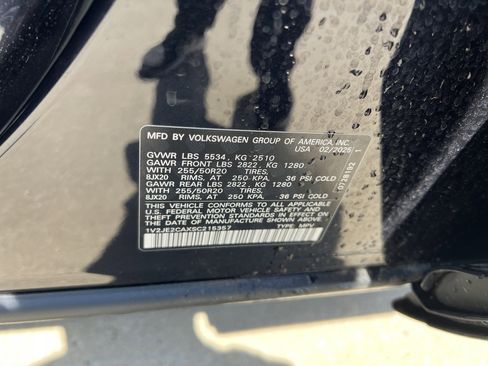 MFD BY VOLKSWAGEN GROUP OF AMERICA, INC.
USA 02/2025
GVWR LBS 5534, KG 2510
GAWR FRONT LBS 2822, KG 1280
WITH 255/50R20 TIRES,
8JX20 RIMS, AT 250 KPA, 36 PSI COLD
GAWR REAR LBS 2822, KG 1280
WITH 255/50R20 TIRES,
8JX20 RIMS, AT 250 KPA, 36 PSI COLD
THIS VEHICLE CONFORMS TO ALL APPLICABLE
FEDERAL MOTOR VEHICLE SAFETY AND
THEFT PREVENTION STANDARDS IN EFFECT ON
THE DATE OF MANUFACTURE SHOWN ABOVE.
1V2JE2CAXSC215357 TYPE: MPV